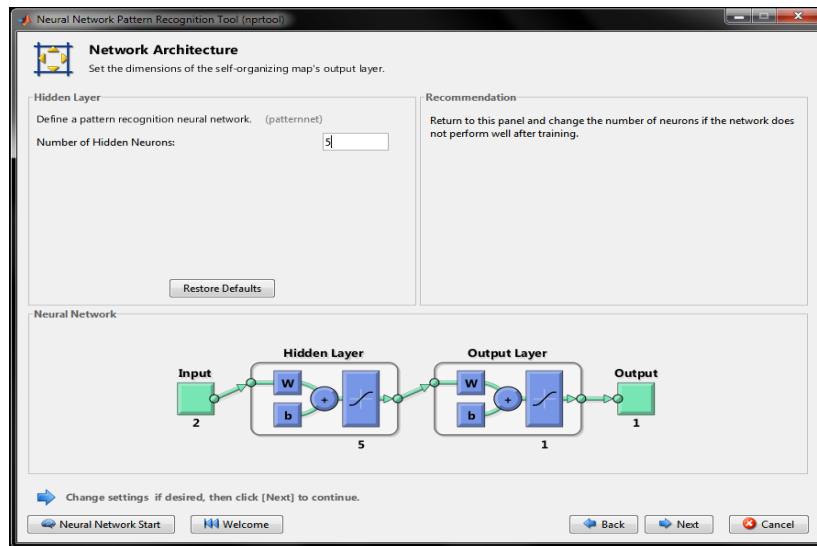 Neural Network Pattern Recognition Tool (nprtool)
Network Architecture
Set the dimensions of the self-organizing map's output layer.
Hidden Layer
Define a pattern recognition neural network. (patternnet)
Number of Hidden Neurons: 5
Restore Defaults
Recommendation
Return to this panel and change the number of neurons if the network does
not perform well after training.
Neural Network
Hidden Layer
Output Layer
Input
W
b
+
W
b
+
Output
2
5
1
1
Change settings if desired, then click [Next] to continue.
Neural Network Start
Welcome
Back
Next
Cancel